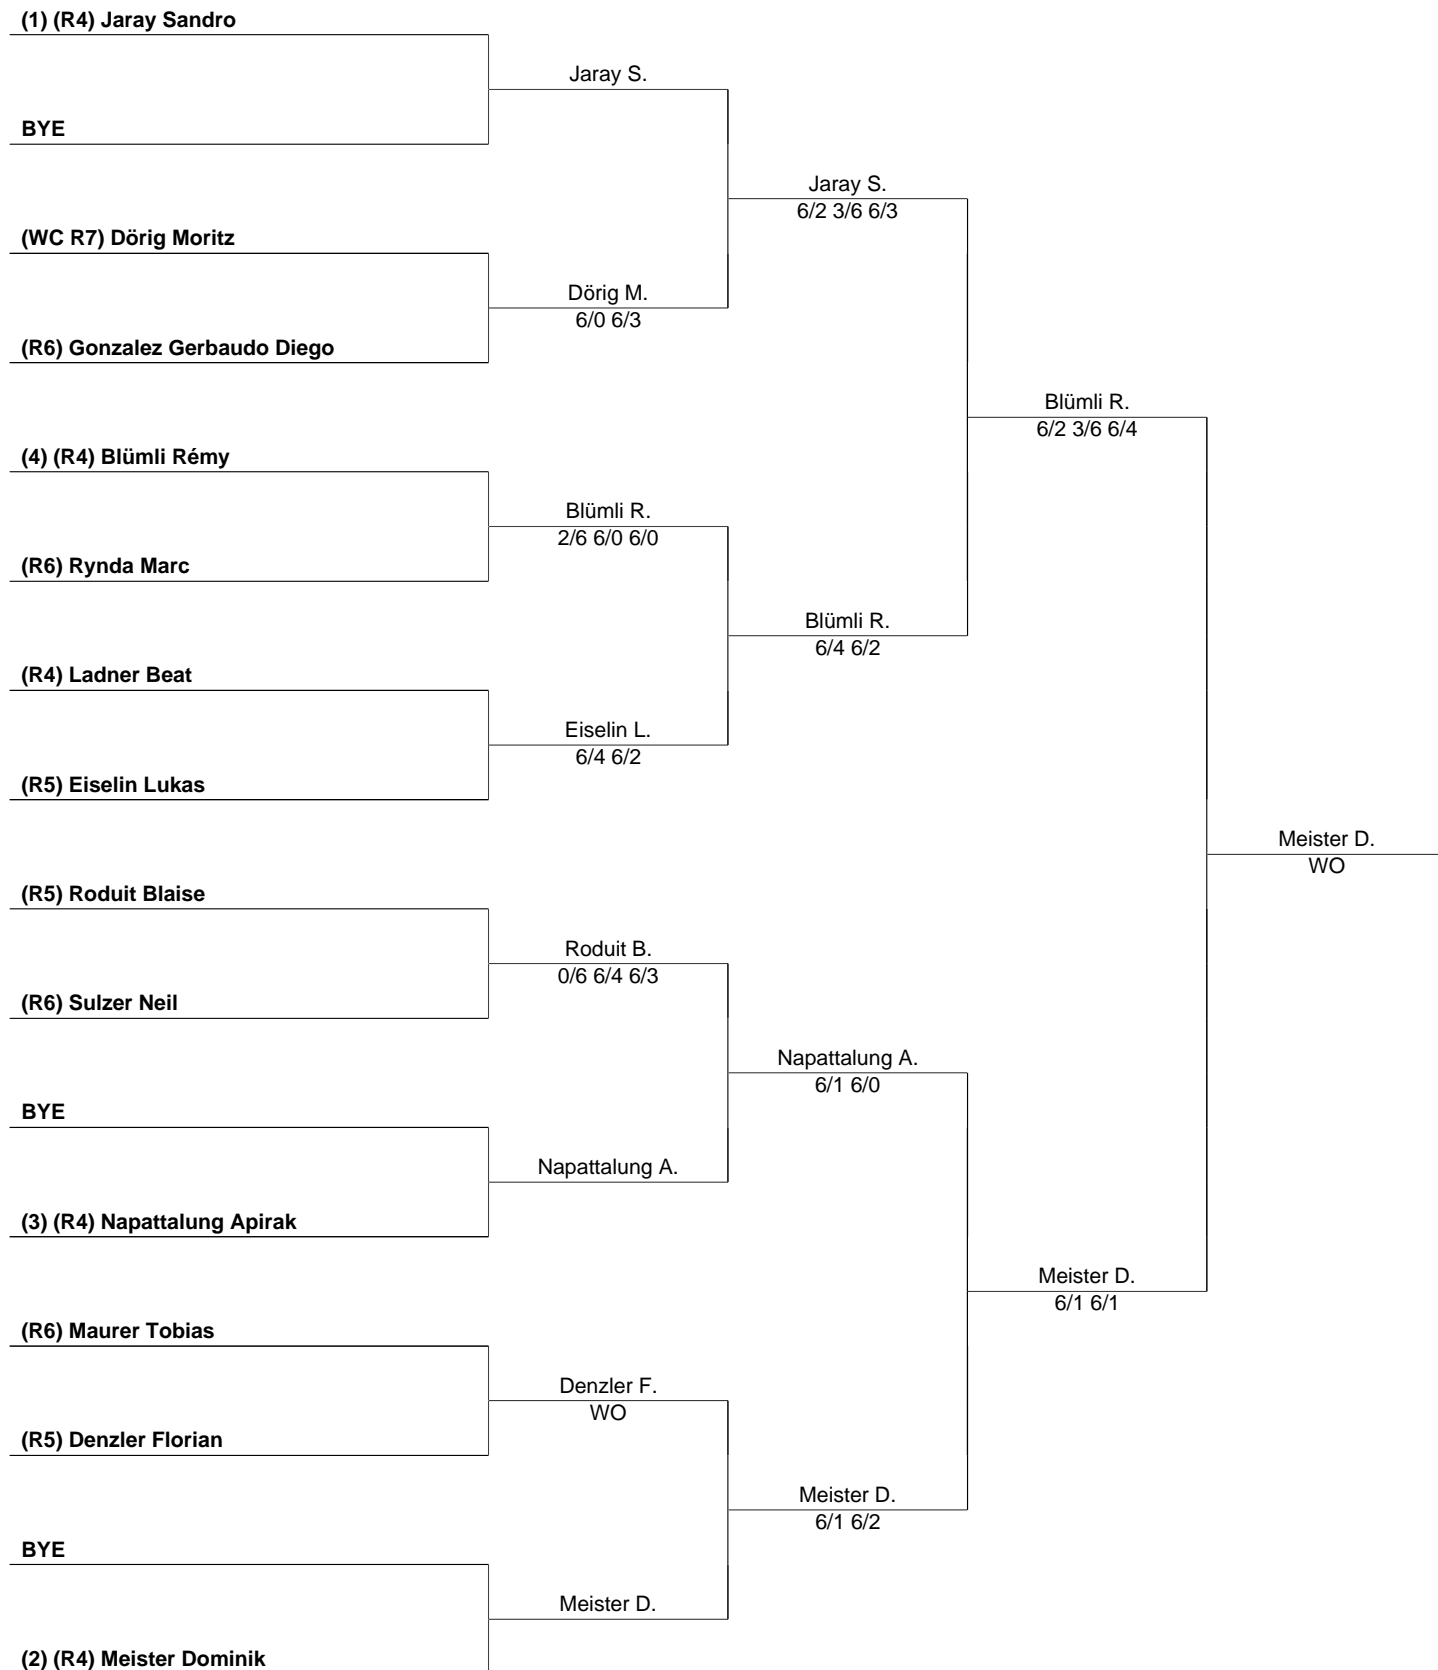 (1) (R4) Jaray Sandro
Jaray S.
BYE
Jaray S.
6/2 3/6 6/3
(WC R7) Dörig Moritz
Dörig M.
6/0 6/3
(R6) Gonzalez Gerbaudo Diego
Blümli R.
6/2 3/6 6/4
(4) (R4) Blümli Rémy
Blümli R.
2/6 6/0 6/0
(R6) Rynda Marc
Blümli R.
6/4 6/2
(R4) Ladner Beat
Eiselin L.
6/4 6/2
(R5) Eiselin Lukas
Meister D.
WO
(R5) Roduit Blaise
Roduit B.
0/6 6/4 6/3
(R6) Sulzer Neil
Napattalung A.
6/1 6/0
BYE
Napattalung A.
(3) (R4) Napattalung Apirak
Meister D.
6/1 6/1
(R6) Maurer Tobias
Denzler F.
WO
(R5) Denzler Florian
Meister D.
6/1 6/2
BYE
Meister D.
(2) (R4) Meister Dominik